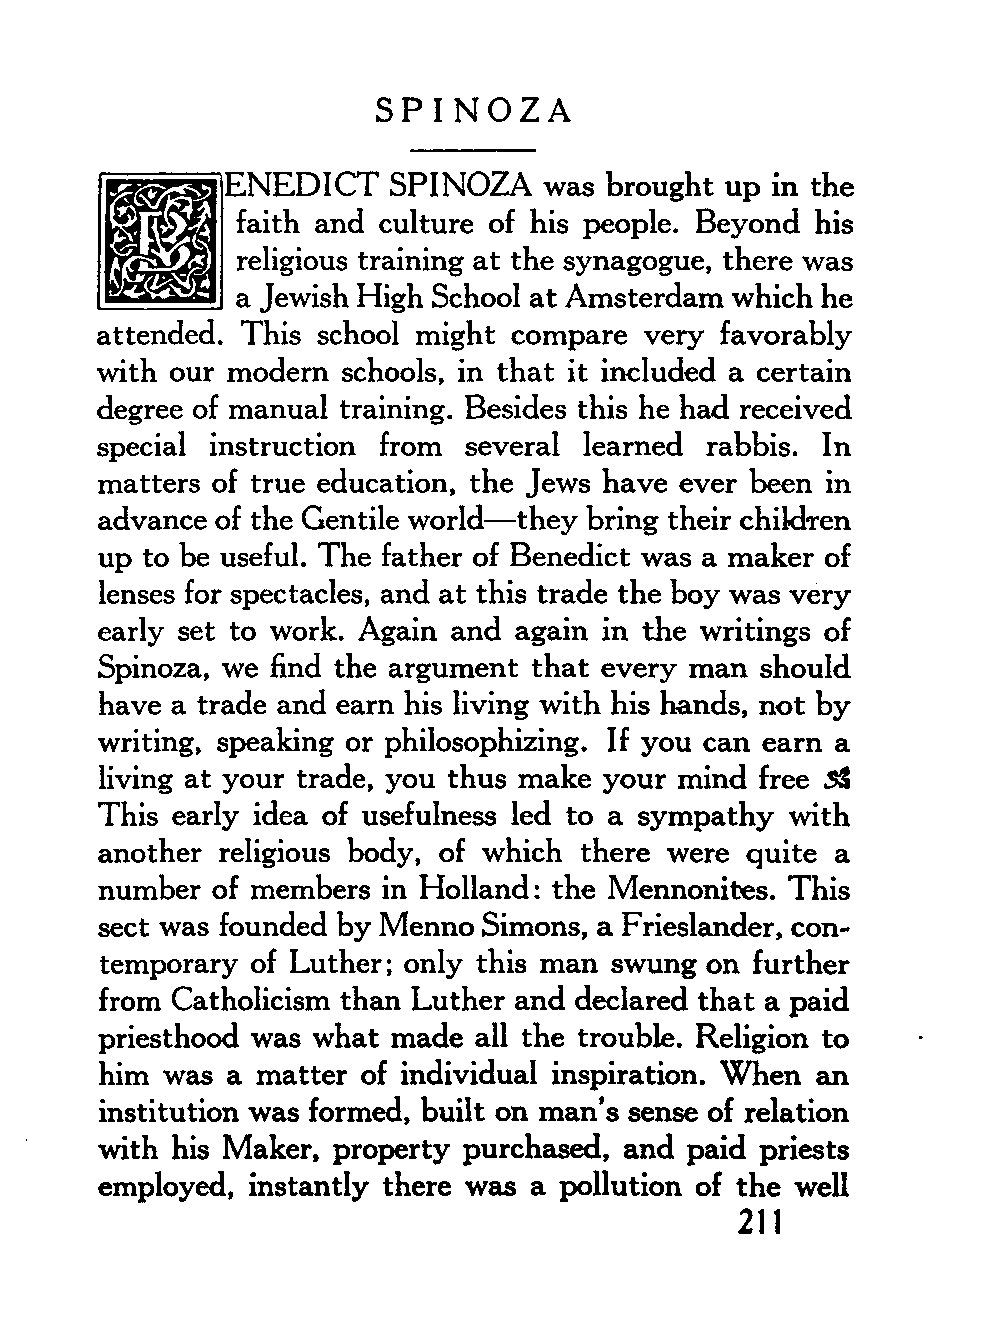 SPINOZA
BENEDICT SPINOZA was brought up in the
faith and culture of his people. Beyond his
religious training at the synagogue, there was
a Jewish High School at Amsterdam which he
attended. This school might compare very favorably
with our modern schools, in that it included a certain
degree of manual training. Besides this he had received
special instruction from several learned rabbis. In
matters of true education, the Jews have ever been in
advance of the Gentile world—they bring their children
up to be useful. The father of Benedict was a maker of
lenses for spectacles, and at this trade the boy was very
early set to work. Again and again in the writings of
Spinoza, we find the argument that every man should
have a trade and earn his living with his hands, not by
writing, speaking or philosophizing. If you can earn a
living at your trade, you thus make your mind free
This early idea of usefulness led to a sympathy with
another religious body, of which there were quite a
number of members in Holland: the Mennonites. This
sect was founded by Menno Simons, a Frieslander, con-
temporary of Luther; only this man swung on further
from Catholicism than Luther and declared that a paid
priesthood was what made all the trouble. Religion to
him was a matter of individual inspiration. When an
institution was formed, built on man's sense of relation
with his Maker, property purchased, and paid priests
employed, instantly there was a pollution of the well
211